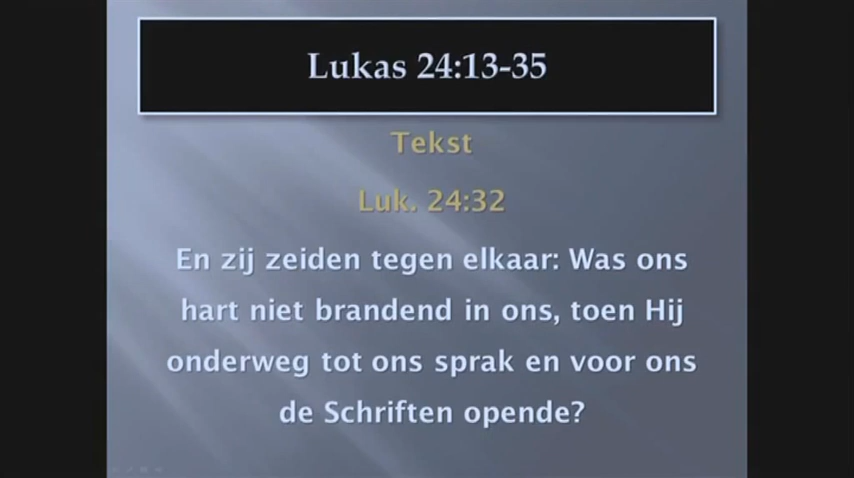 Lukas 24:13-35
Tekst
Luk. 24:32
En zij zeiden tegen elkaar: Was ons
hart niet brandend in ons, toen Hij
onderweg tot ons sprak en voor ons
de Schriften opende?